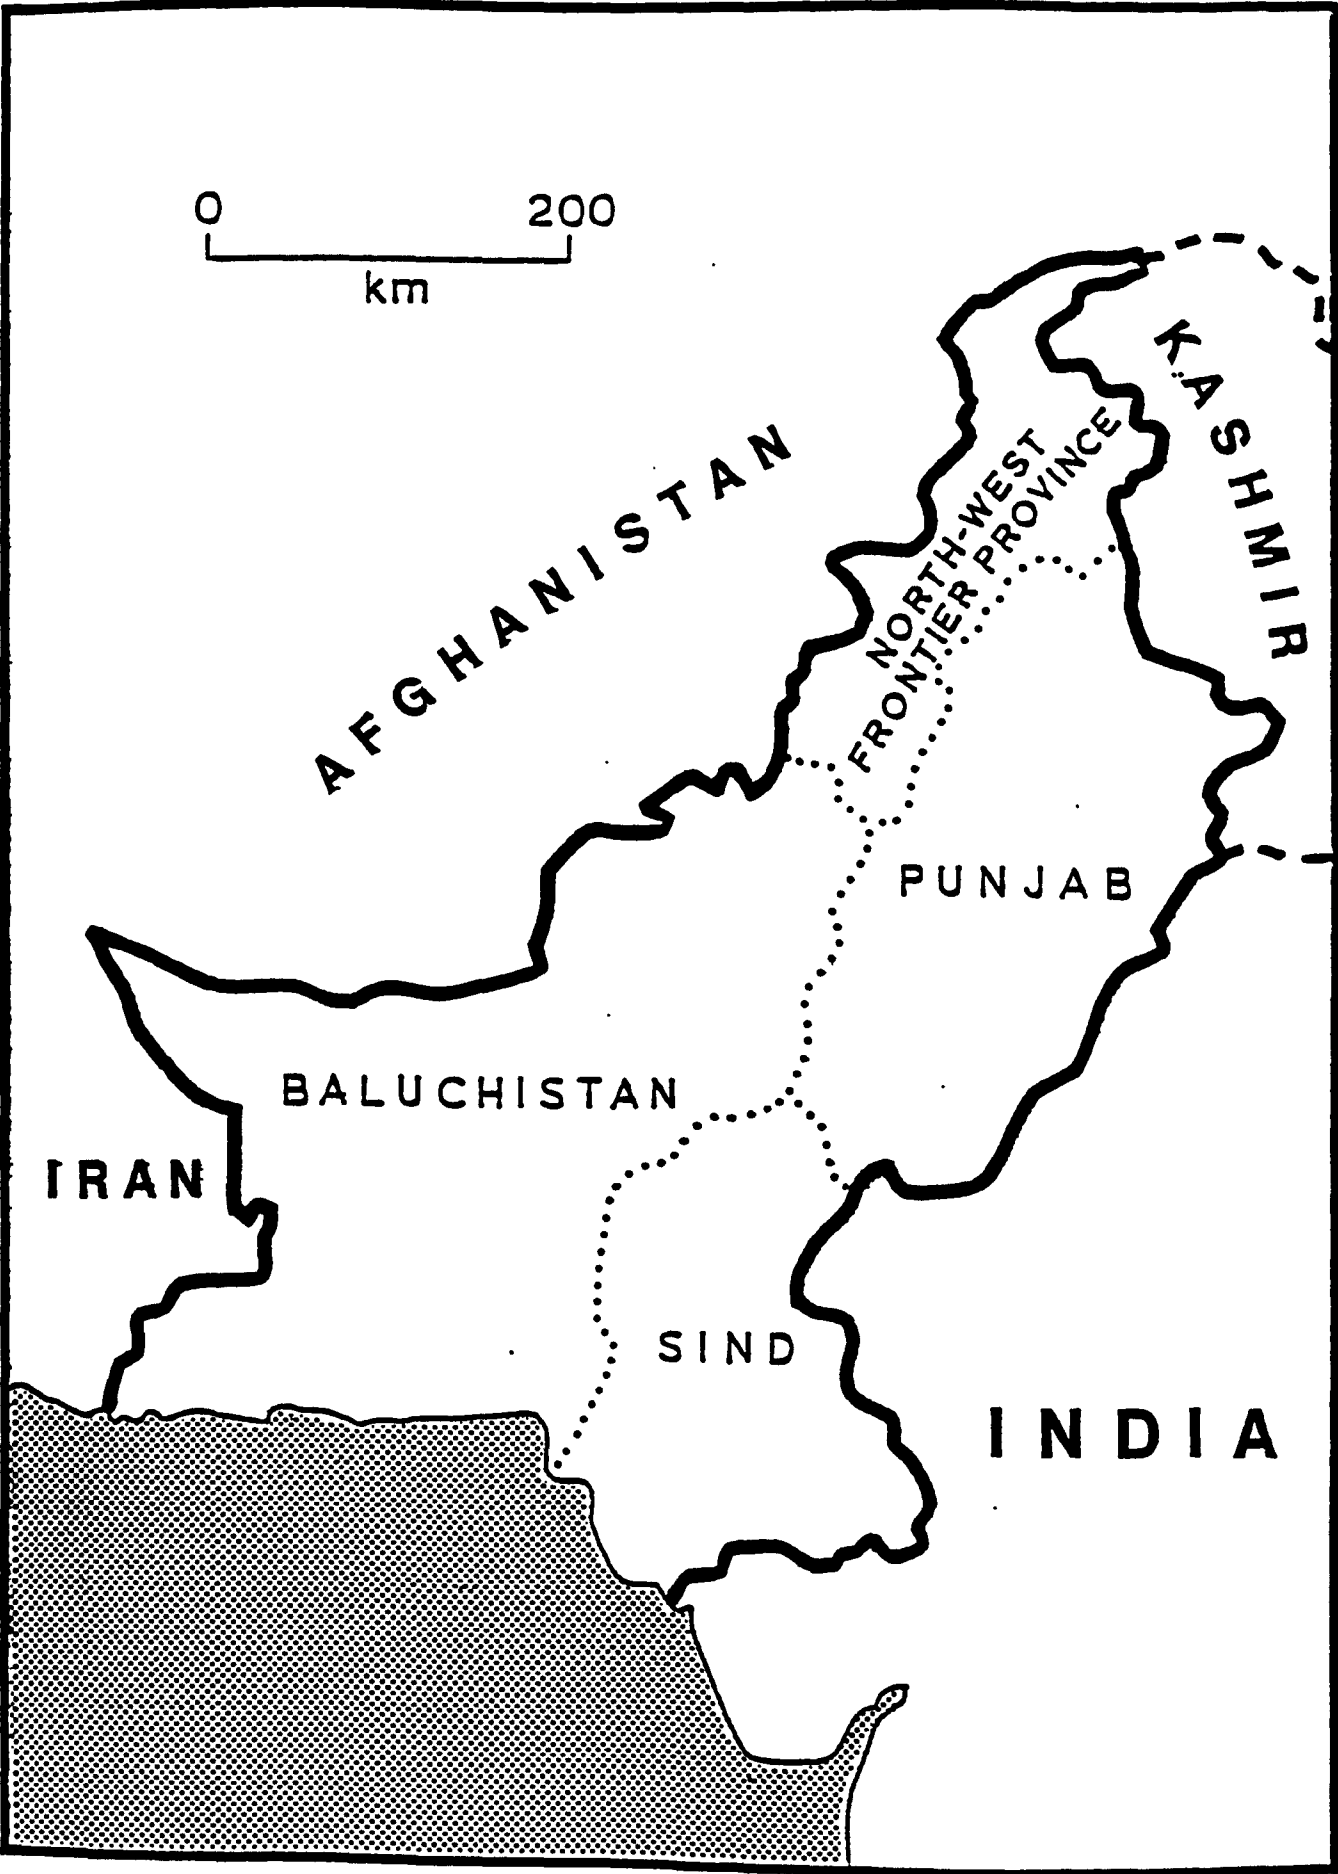 0 200
km
KASHMIR
AFGHANISTAN
NORTH-WEST
FRONTIER PROVINCE
PUNJAB
BALUCHISTAN
IRAN
SIND
INDIA